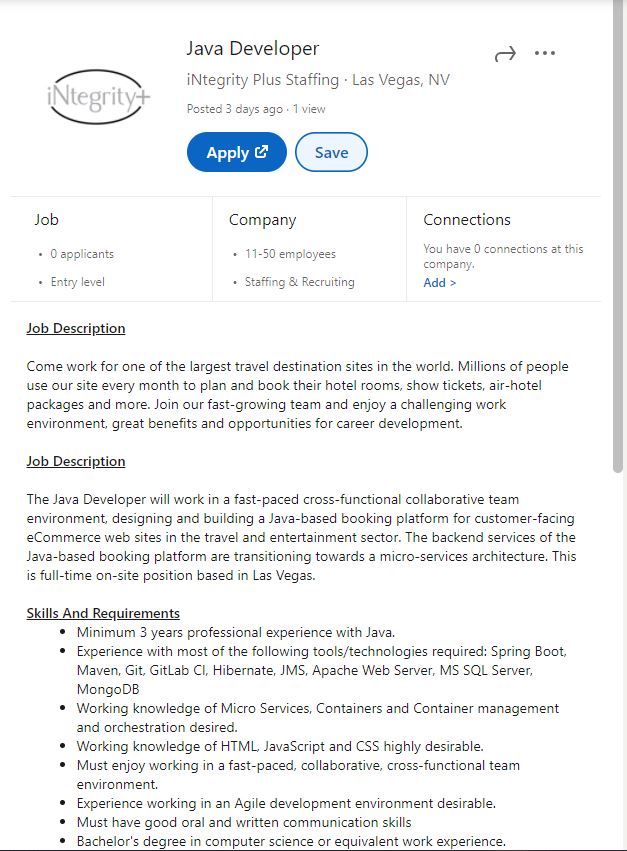 Java Developer
iNtegrity+
iNtegrity Plus Staffing · Las Vegas, NV
Posted 3 days ago · 1 view
Apply
Save
Job
• 0 applicants
• Entry level
Company
• 11-50 employees
• Staffing & Recruiting
Connections
You have 0 connections at this
company.
Add >
Job Description
Come work for one of the largest travel destination sites in the world. Millions of people
use our site every month to plan and book their hotel rooms, show tickets, air-hotel
packages and more. Join our fast-growing team and enjoy a challenging work
environment, great benefits and opportunities for career development.
Job Description
The Java Developer will work in a fast-paced cross-functional collaborative team
environment, designing and building a Java-based booking platform for customer-facing
eCommerce web sites in the travel and entertainment sector. The backend services of the
Java-based booking platform are transitioning towards a micro-services architecture. This
is full-time on-site position based in Las Vegas.
Skills And Requirements
• Minimum 3 years professional experience with Java.
• Experience with most of the following tools/technologies required: Spring Boot,
Maven, Git, GitLab CI, Hibernate, JMS, Apache Web Server, MS SQL Server,
MongoDB
• Working knowledge of Micro Services, Containers and Container management
and orchestration desired.
• Working knowledge of HTML, JavaScript and CSS highly desirable.
• Must enjoy working in a fast-paced, collaborative, cross-functional team
environment.
• Experience working in an Agile development environment desirable.
• Must have good oral and written communication skills
• Bachelor's degree in computer science or equivalent work experience.